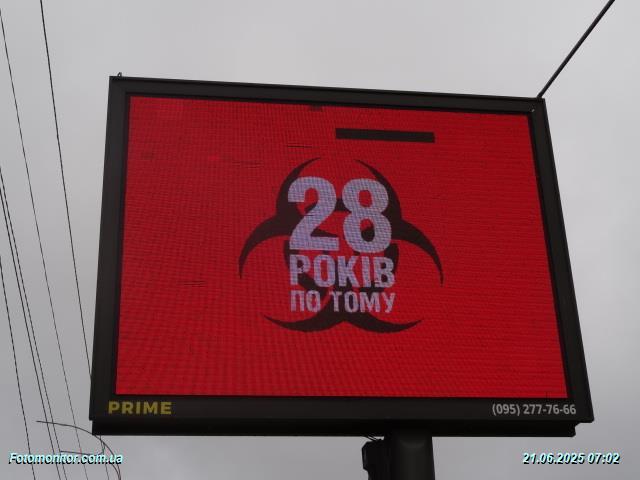 28
РОКІВ
ПО ТОМУ
PRIME
(095) 277-76-66
Fotomonitor.com.ua
21.06.2025 07:02